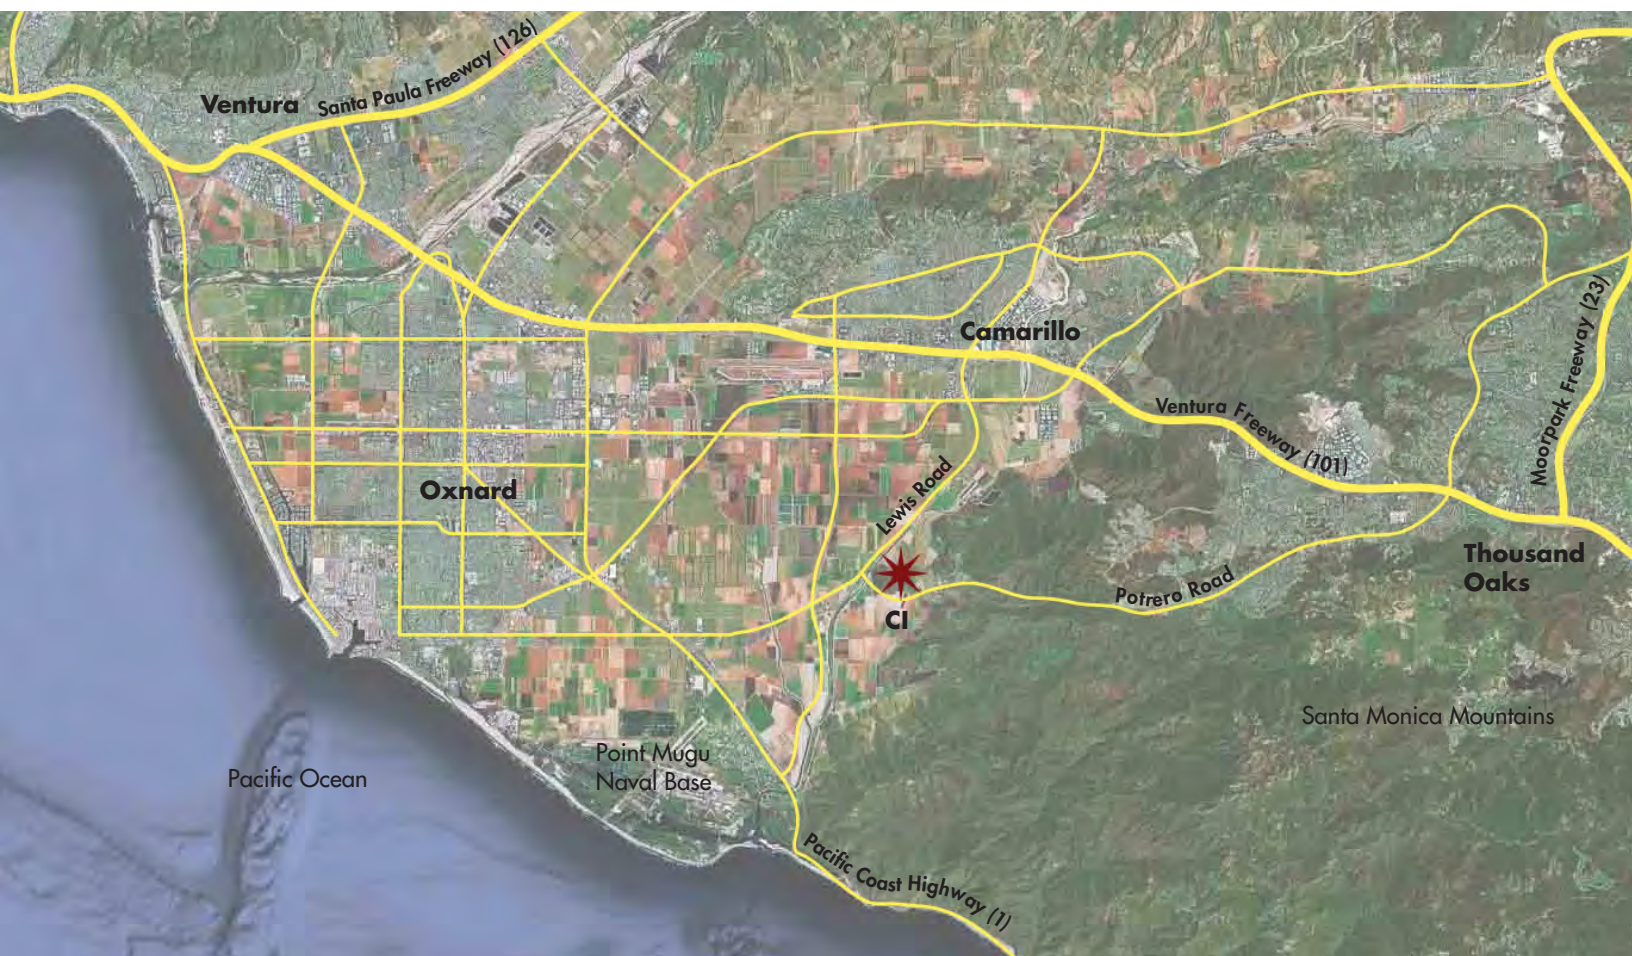 Santa Paula Freeway (126)
Ventura
Camarillo
Ventura Freeway (101)
Moorpark Freeway (23)
Oxnard
Lewis Road
Thousand
Oaks
Potrero Road
CI
Santa Monica Mountains
Point Mugu
Naval Base
Pacific Ocean
Pacific Coast Highway (1)